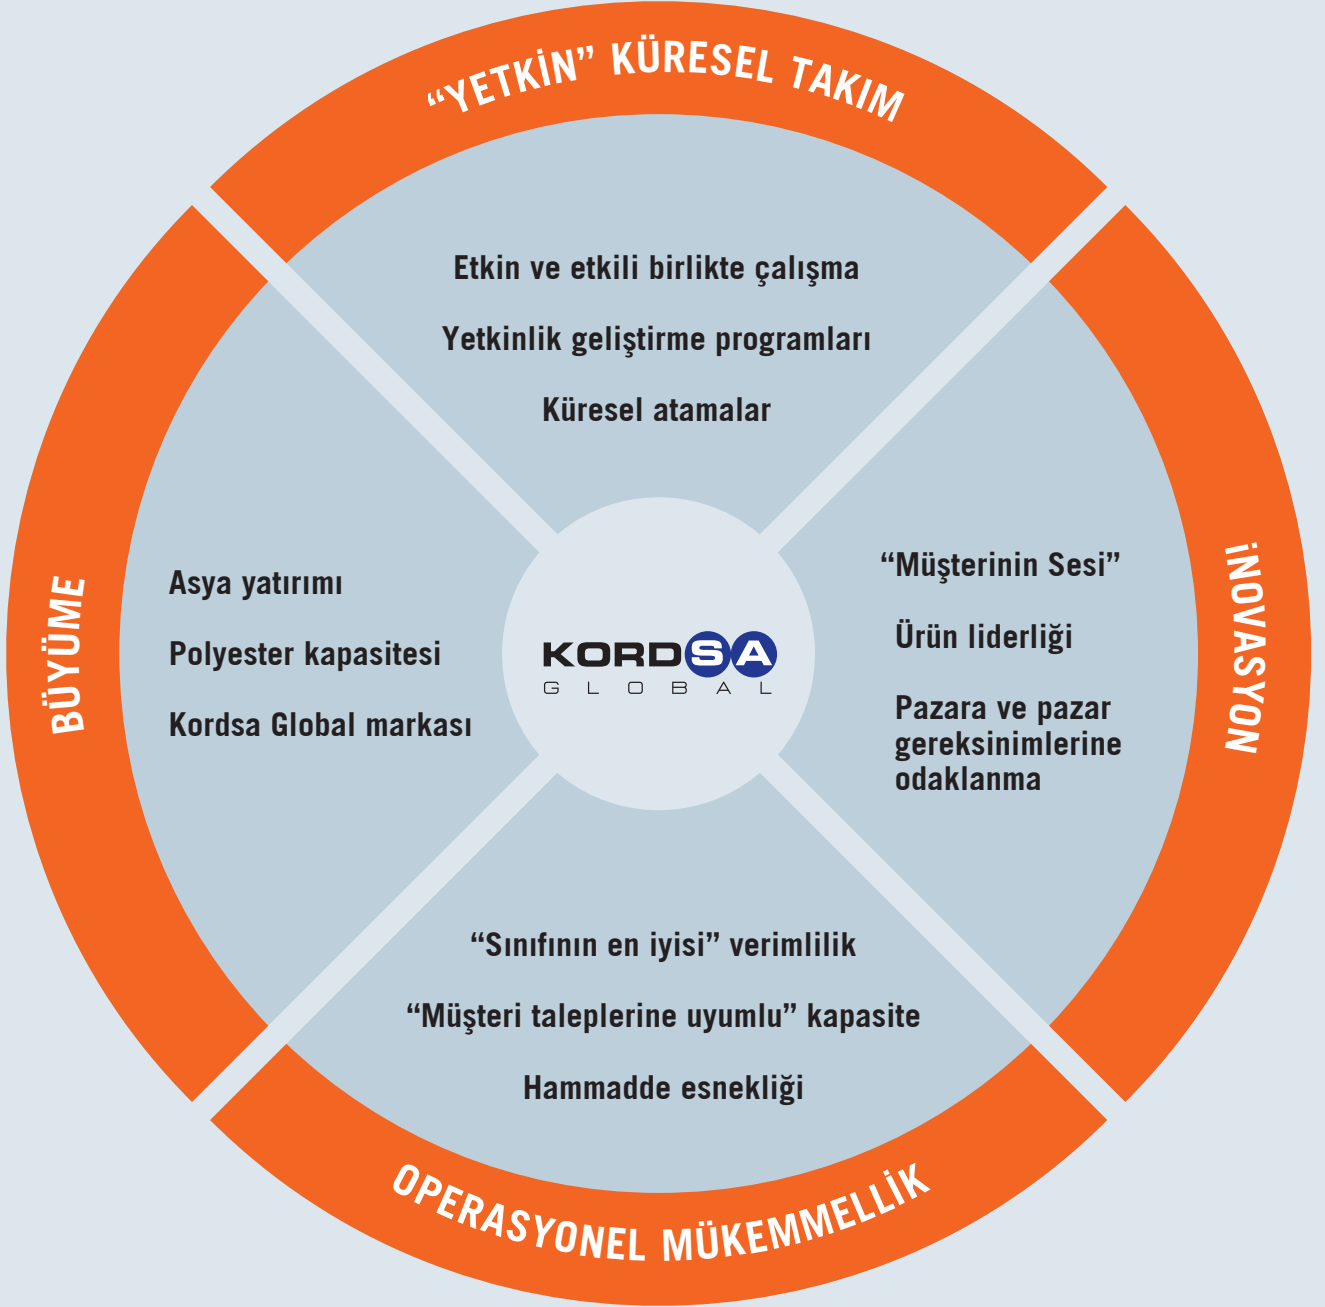 “YETKİN” KÜRESEL TAKIM
Etkin ve etkili birlikte çalışma
Yetkinlik geliştirme programları
Küresel atamalar
BÜYÜME
Asya yatırımı
Polyester kapasitesi
Kordsa Global markası
KORDSA
GLOBAL
“Müşterinin Sesi”
Ürün liderliği
Pazara ve pazar
gereksinimlerine
odaklanma
iNOVASYON
“Sınıfının en iyisi” verimlilik
“Müşteri taleplerine uyumlu” kapasite
Hammadde esnekliği
OPERASYONEL MÜKEMMELLİK